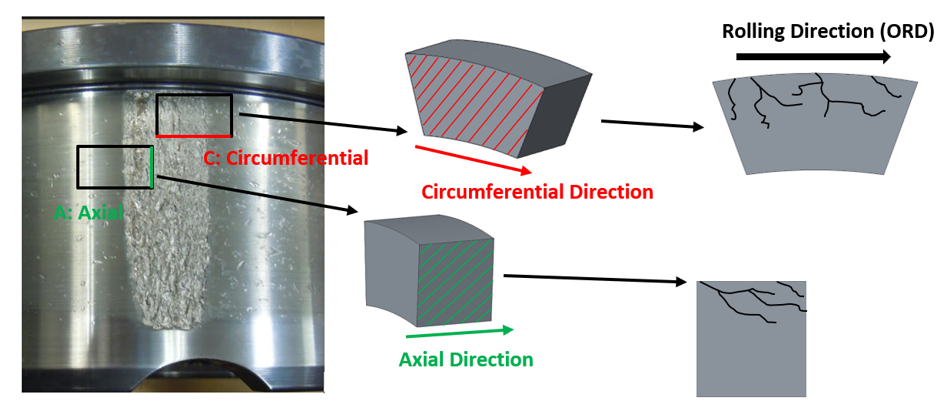 Rolling Direction (ORD)
C: Circumferential
Circumferential Direction
A: Axial
Axial Direction